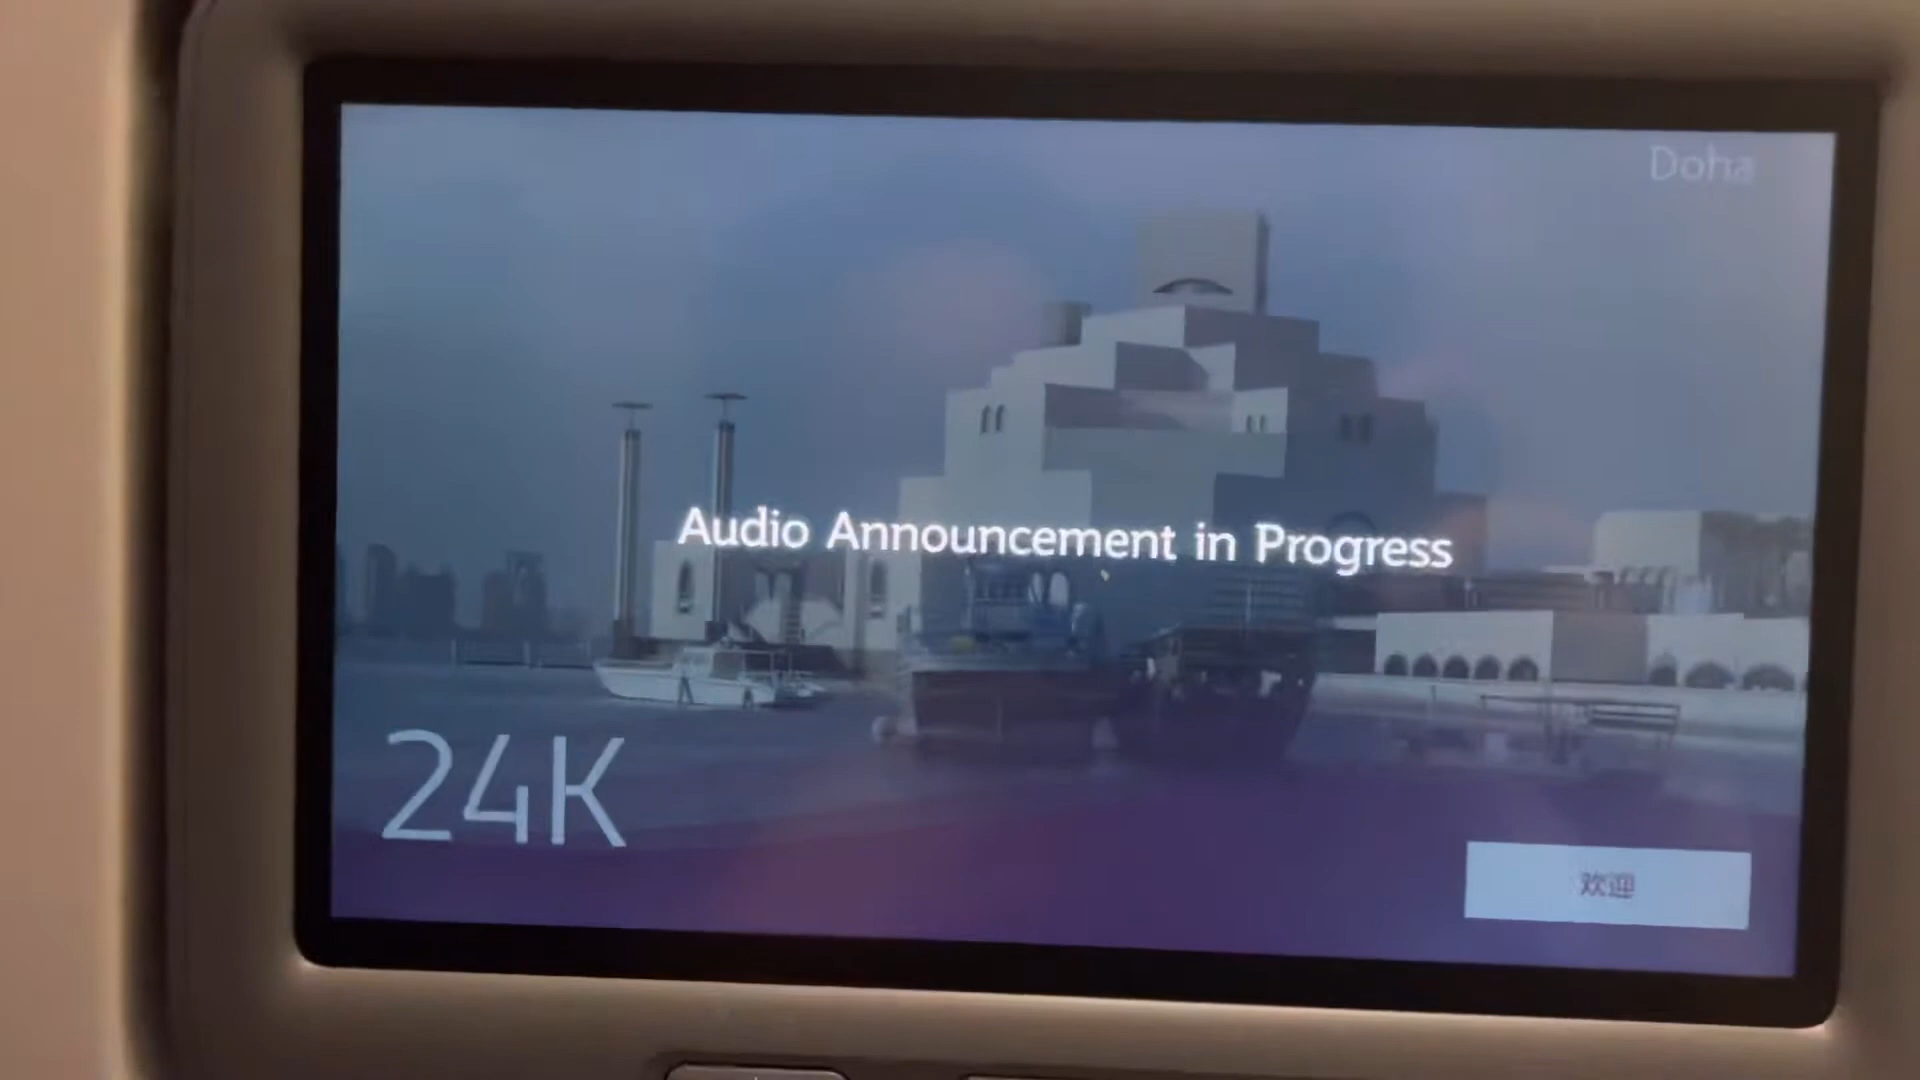 Doha
Audio Announcement in Progress
24K
欢迎